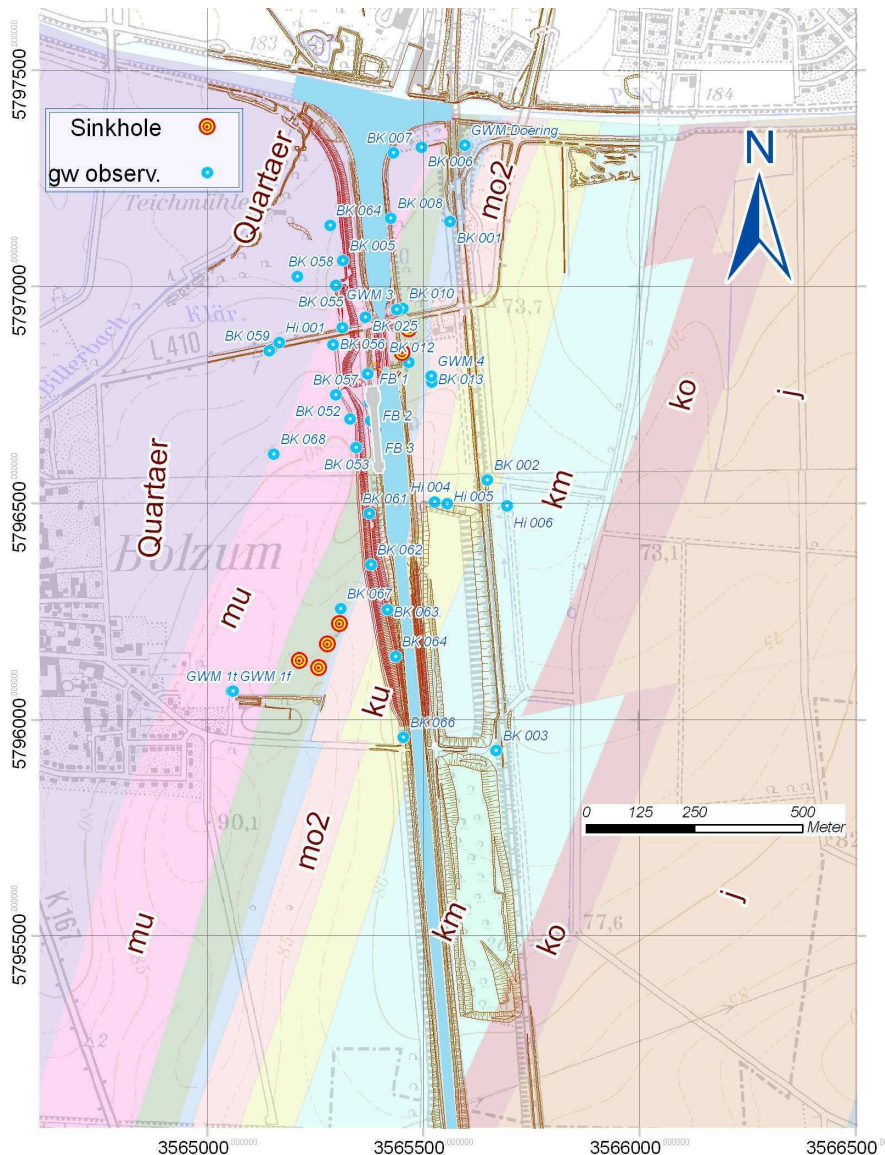 183
5797500
P. W.
184
Sinkhole
gw observ.
BK 007
GWM-Doering
BK 006
N
Quartaer
Teichmühle
mo2
BK 064
BK 008
BK 001
BK 005
BK 058
5797000
GWM 3
BK 010
BK 055
73,7
Klär.
Hi 001
BK 025
BK 059
BK 056
BK 012
L 410
Billerbach
GWM 4
BK 057
FB 1
BK 013
ko
j
BK 052
FB 2
BK 068
FB 3
BK 053
BK 002
Quartaer
km
Hi 004
Hi 005
5796500
BK 061
Hi 006
Bolzum
BK 062
73,1
mu
BK 067
BK 063
75
BK 064
GWM 1t GWM 1f
ku
BK 066
5796000
BK 003
0 125 250 500
Meter
90,1
mo2
mu
km
ko
j
77,6
K 167
5795500
85
2
3565000 3565500 3566000 3566500